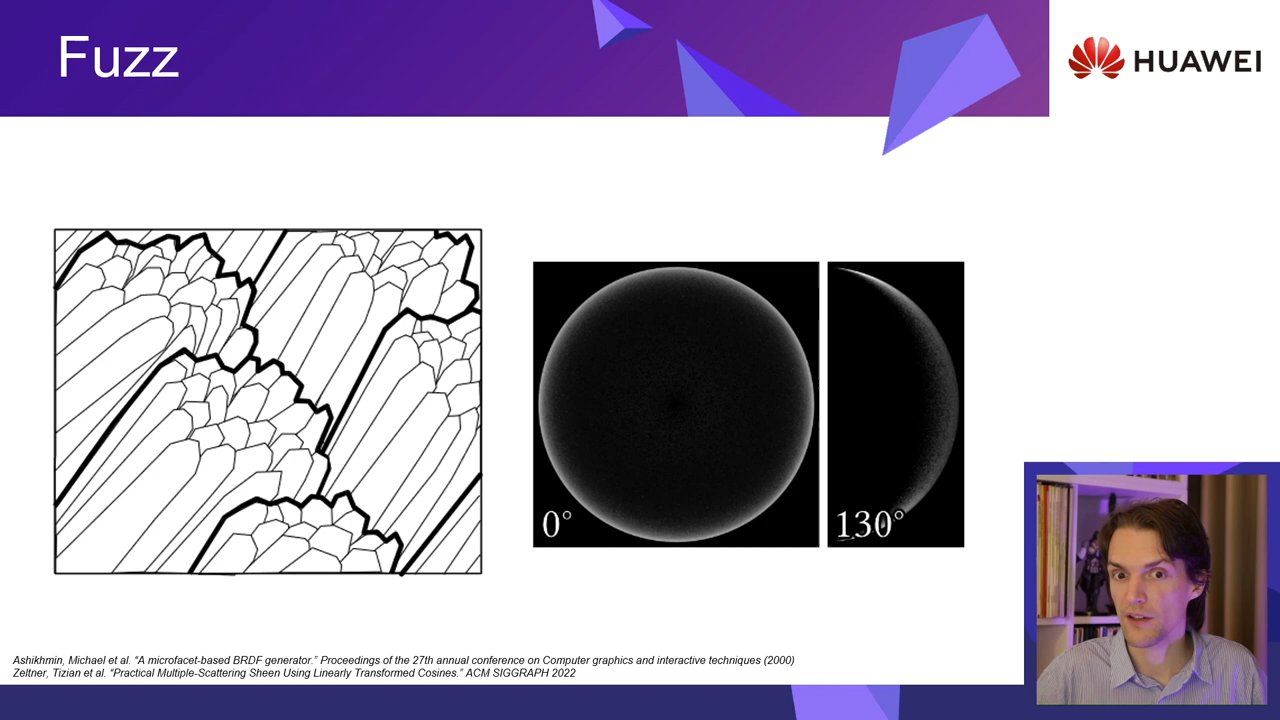 Fuzz
HUAWEI
0°
130°
Ashikhmin, Michael et al. “A microfacet-based BRDF generator.” Proceedings of the 27th annual conference on Computer graphics and interactive techniques (2000)
Zeltner, Tizian et al. “Practical Multiple-Scattering Sheen Using Linearly Transformed Cosines.” ACM SIGGRAPH 2022